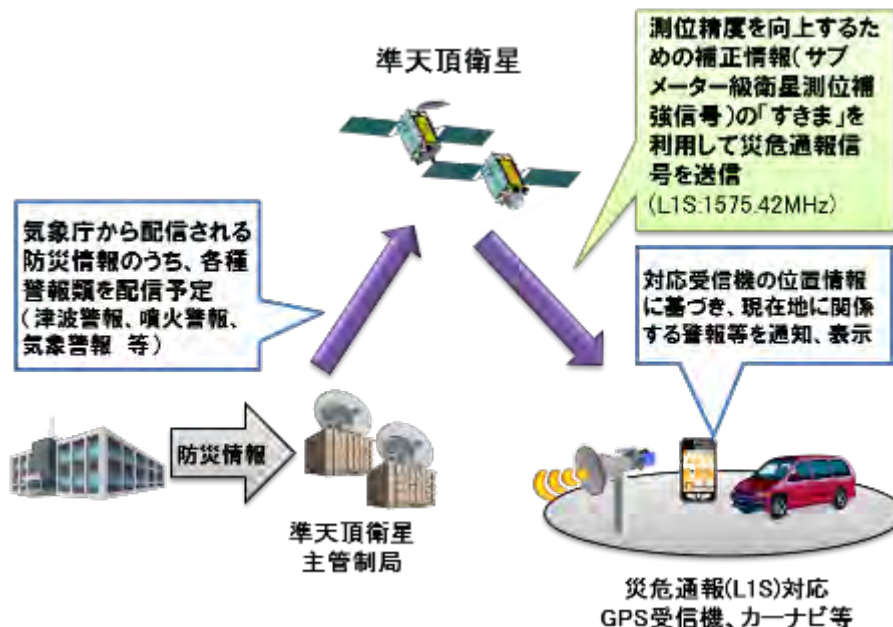 準天頂衛星
測位精度を向上するた
めの補正情報(サブ
メーター級衛星測位補
強信号)の「すきま」を
利用して災危通報信
号を送信
(L1S:1575.42MHz)
気象庁から配信される
防災情報のうち、各種
警報類を配信予定
(津波警報、噴火警報、
気象警報 等)
対応受信機の位置情報
に基づき、現在地に関係
する警報等を通知、表示
防災情報
準天頂衛星
主管制局
災危通報(L1S)対応
GPS受信機、カーナビ等